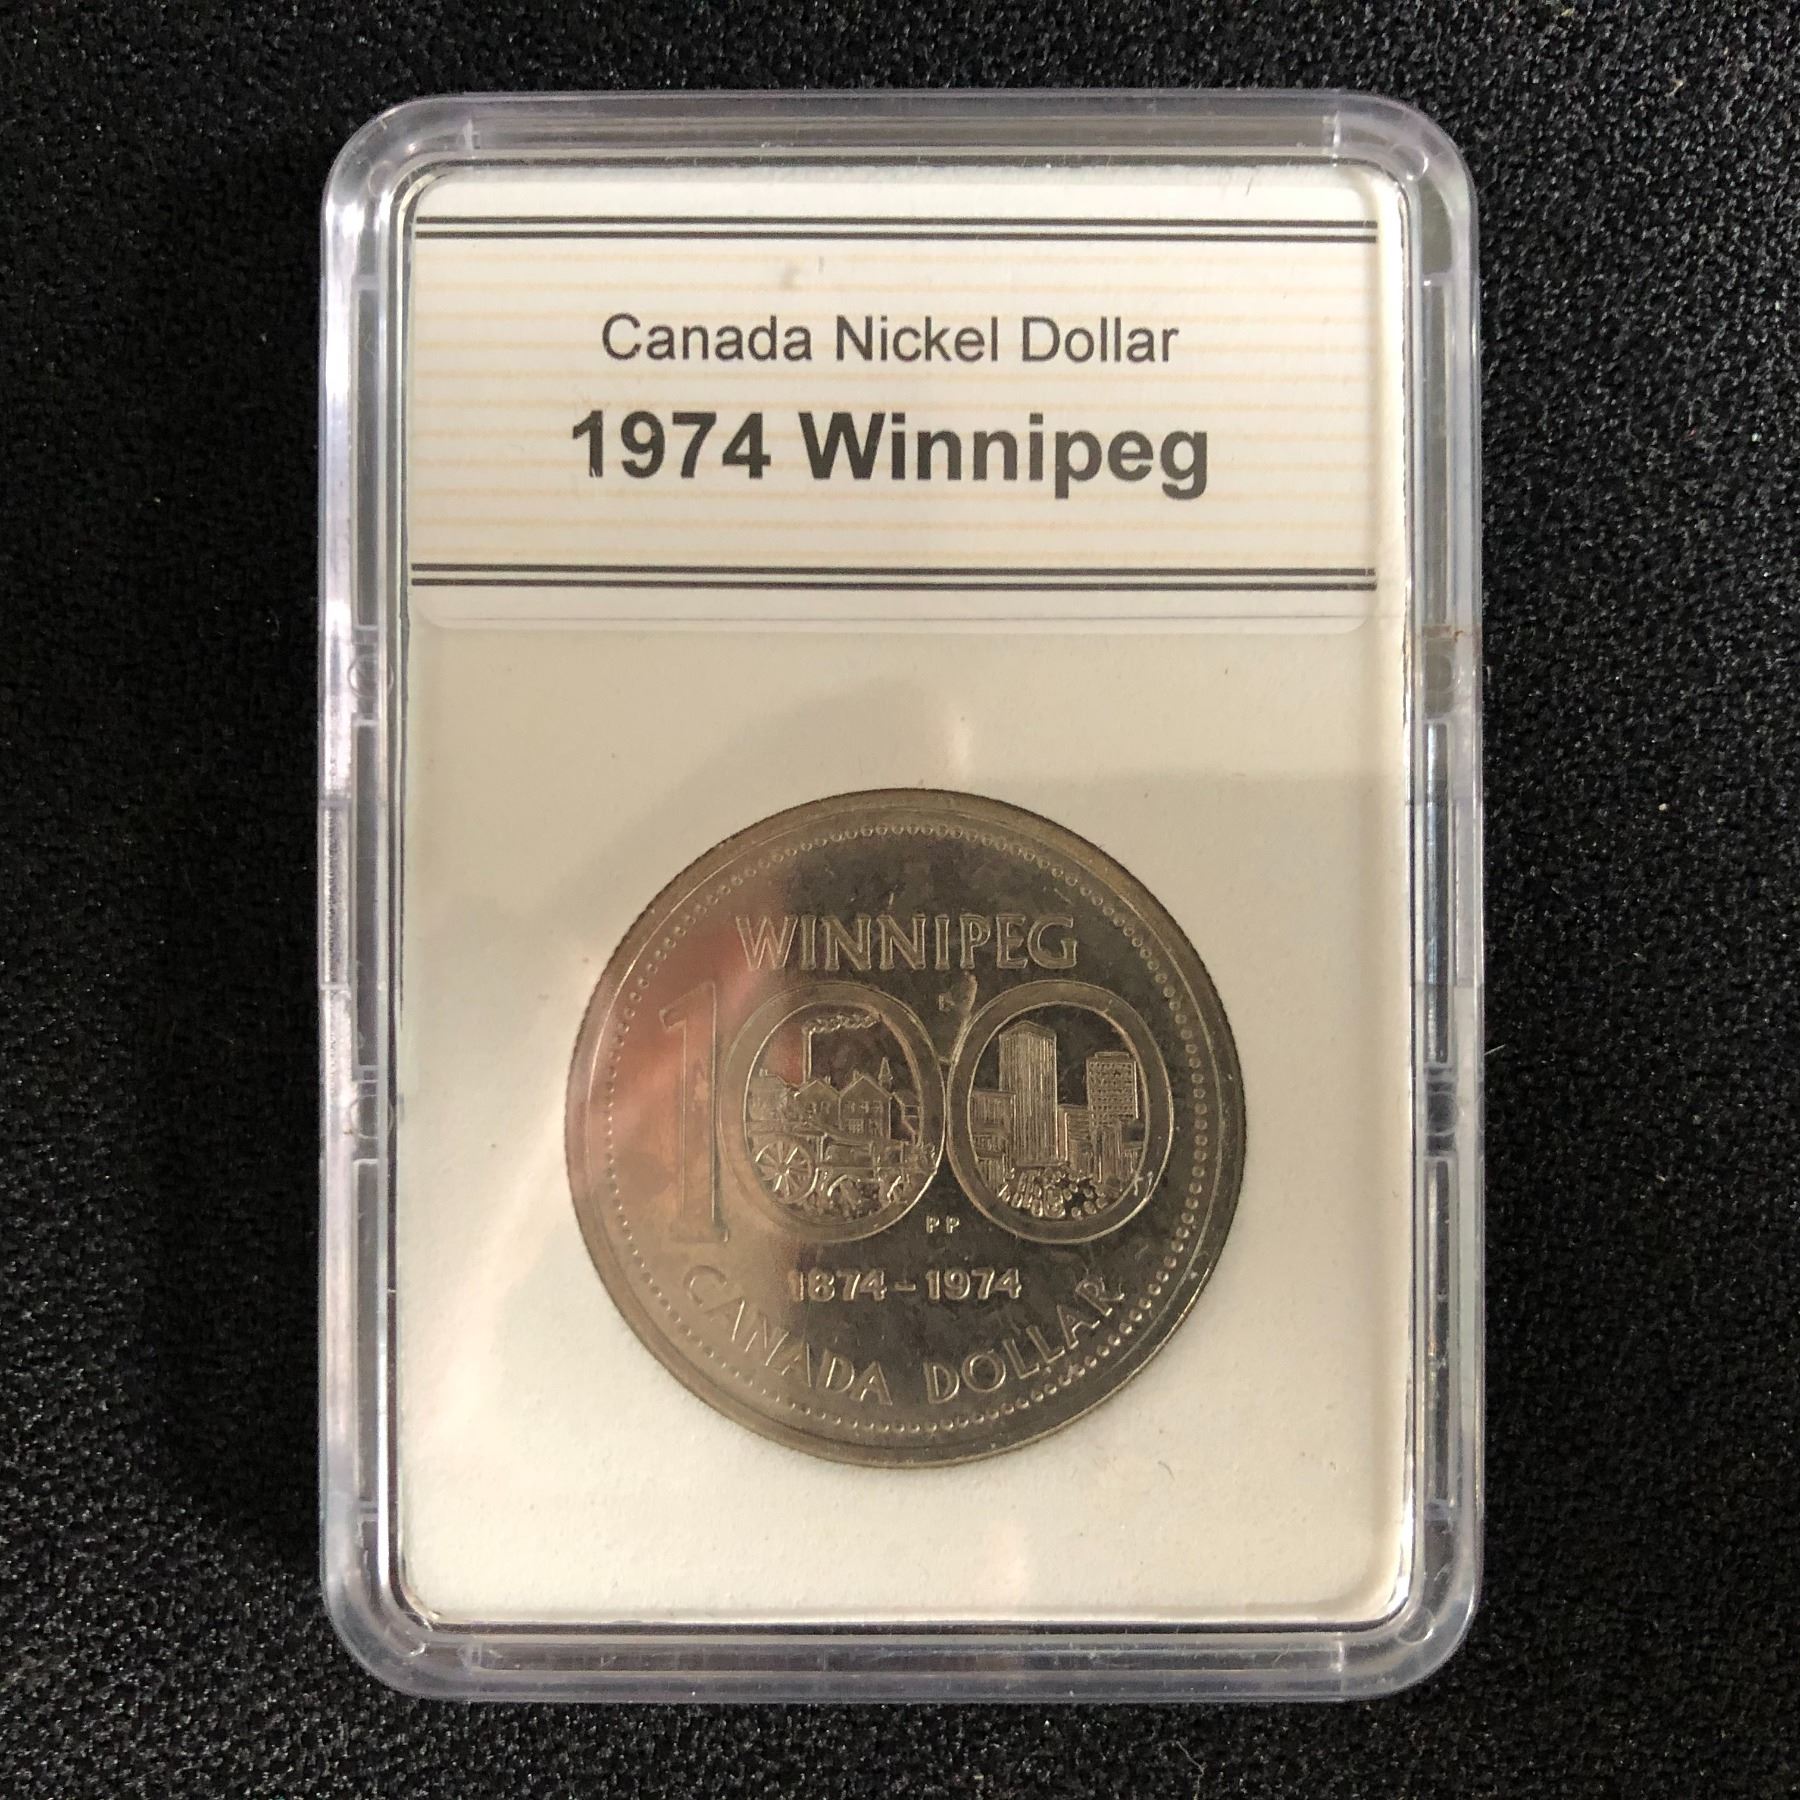 Canada Nickel Dollar
1974 Winnipeg
WINNIPEG
100
PP
1874-1974
CANADA DOLLAR